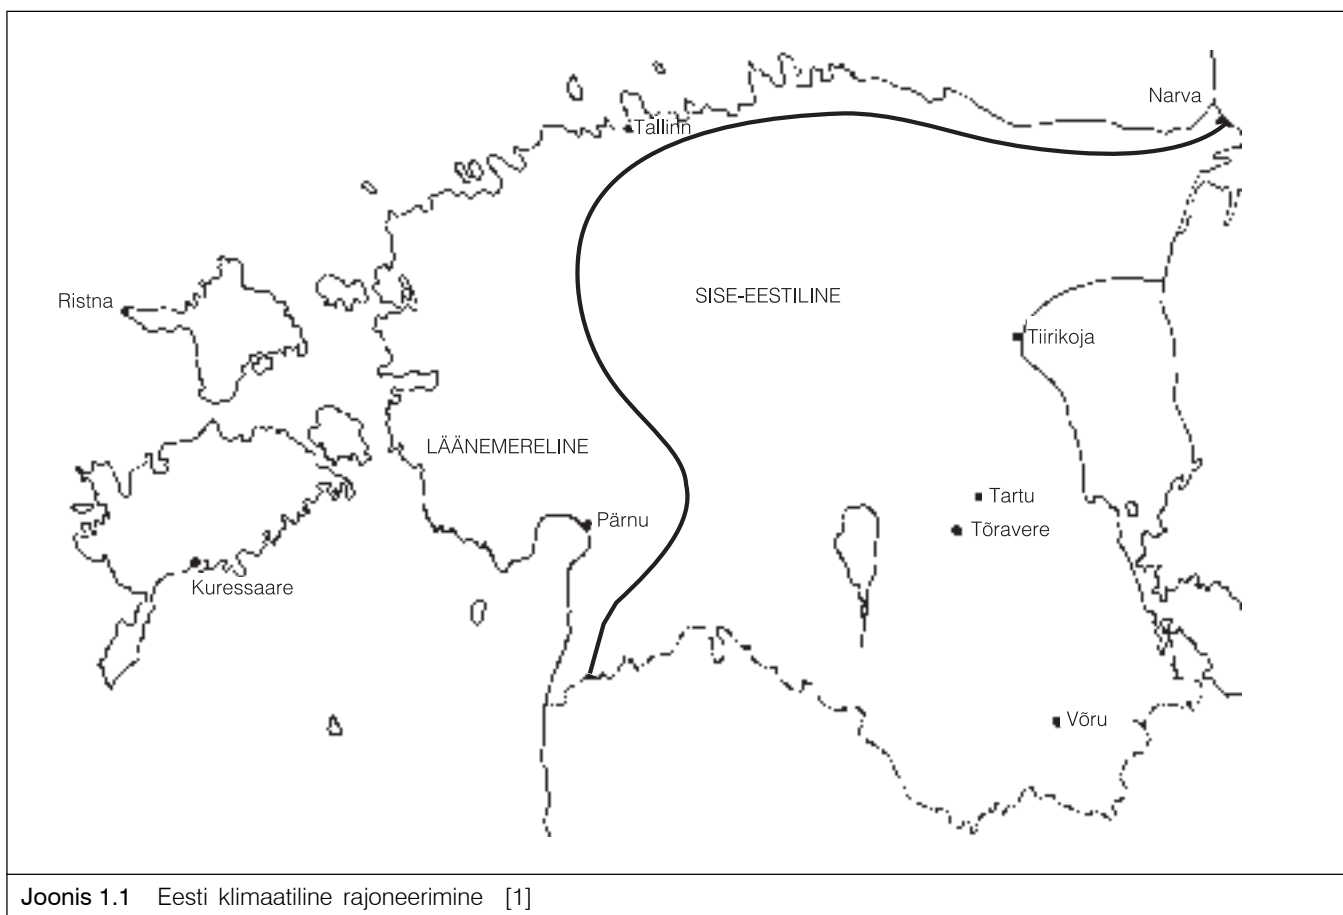 Narva
Tallinn
Ristna
SISE-EESTILINE
Tiirikoja
LÄÄNEMERELINE
Tartu
Pärnu
Tõravere
Kuressaare
Võru
Joonis 1.1 Eesti klimaatiline rajoneerimine [1]